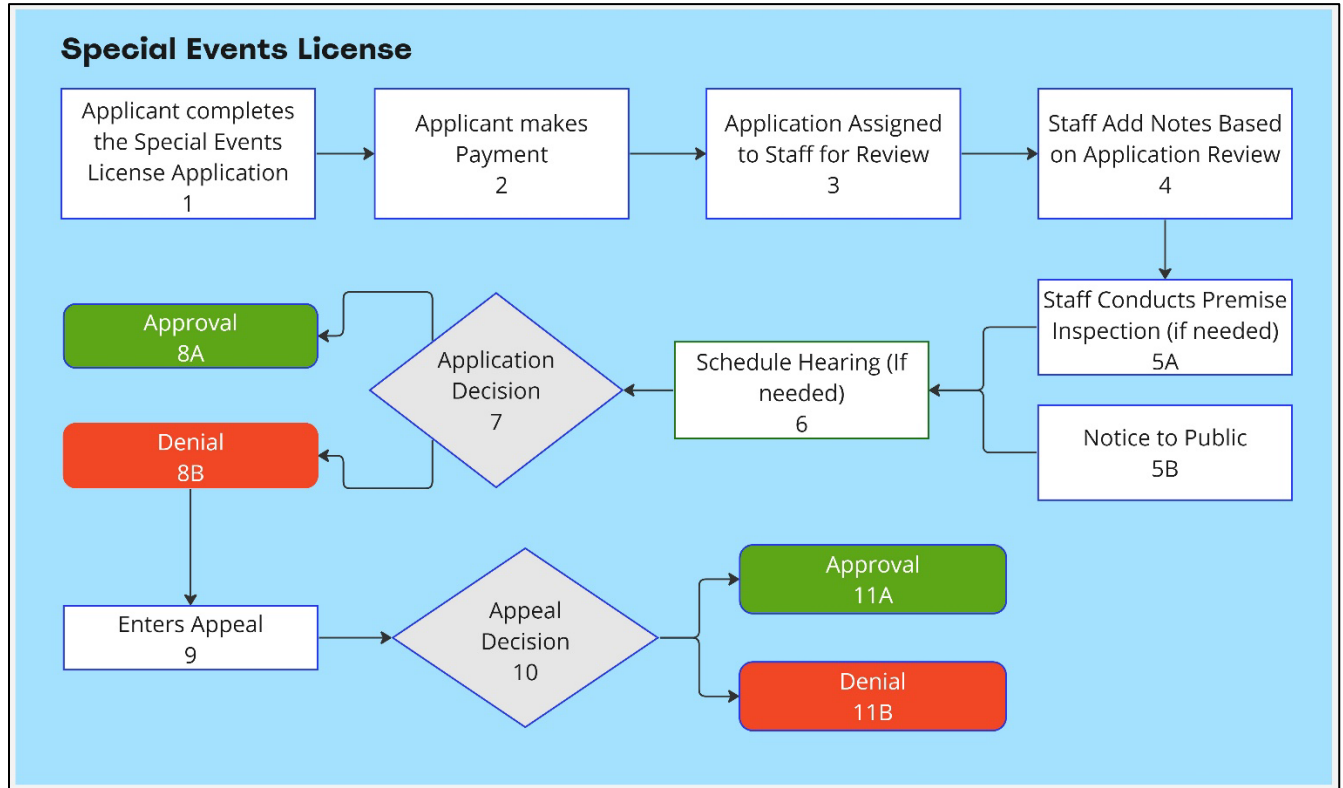 Special Events License
Applicant completes
the Special Events
License Application
1
Applicant makes
Payment
2
Application Assigned
to Staff for Review
3
Staff Add Notes Based
on Application Review
4
Staff Conducts Premise
Inspection (if needed)
5A
Notice to Public
5B
Schedule Hearing (If
needed)
6
Application
Decision
7
Approval
8A
Denial
8B
Enters Appeal
9
Appeal
Decision
10
Approval
11A
Denial
11B